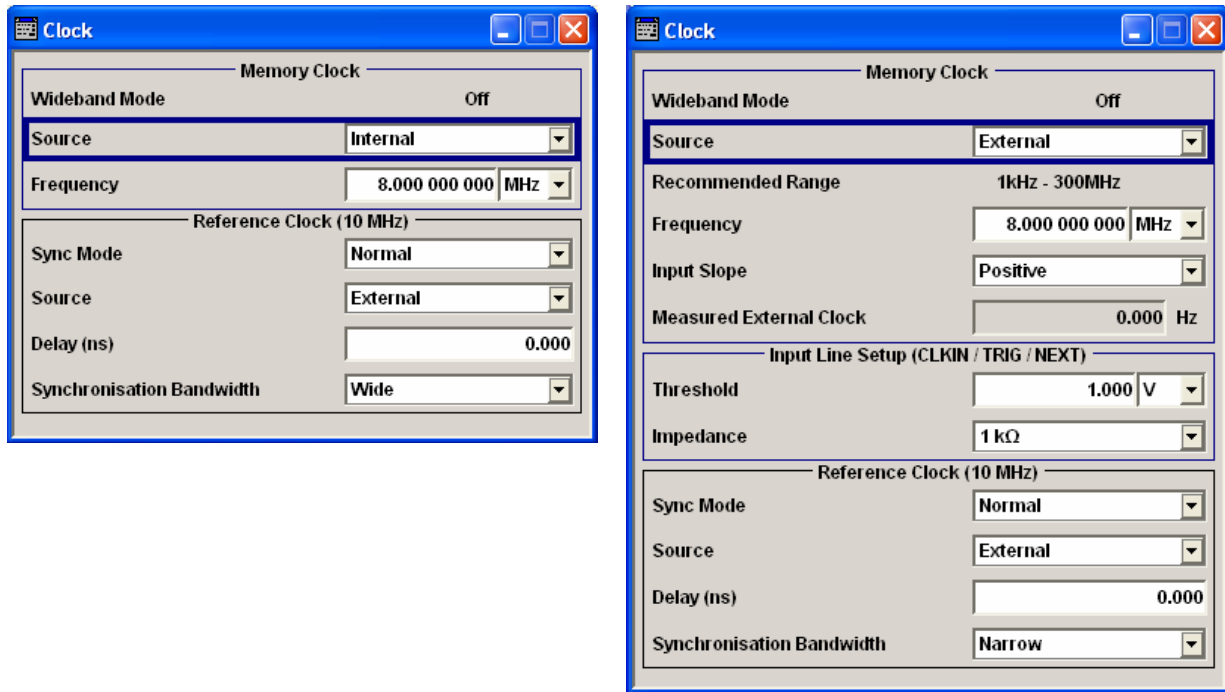 Clock
Memory Clock
Wideband Mode Off
Source Internal
Frequency 8.000 000 000 MHz
Reference Clock (10 MHz)
Sync Mode Normal
Source External
Delay (ns) 0.000
Synchronisation Bandwidth Wide
Clock
Memory Clock
Wideband Mode Off
Source External
Recommended Range 1kHz - 300MHz
Frequency 8.000 000 000 MHz
Input Slope Positive
Measured External Clock 0.000 Hz
Input Line Setup (CLKIN / TRIG / NEXT)
Threshold 1.000 V
Impedance 1 kΩ
Reference Clock (10 MHz)
Sync Mode Normal
Source External
Delay (ns) 0.000
Synchronisation Bandwidth Narrow